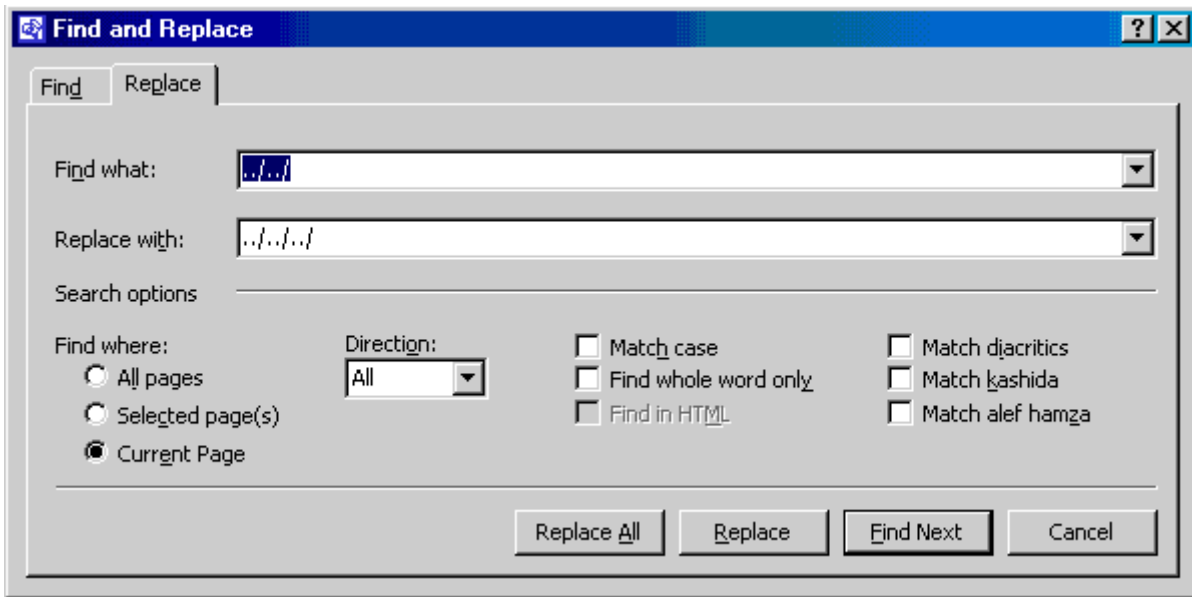 Find and Replace
Find Replace
Find what: ../../
Replace with: ../../../
Search options
Find where: Direction: Match case Match diacritics
All pages All Find whole word only Match kashida
Selected page(s) Find in HTML Match alef hamza
Current Page
Replace All Replace Find Next Cancel